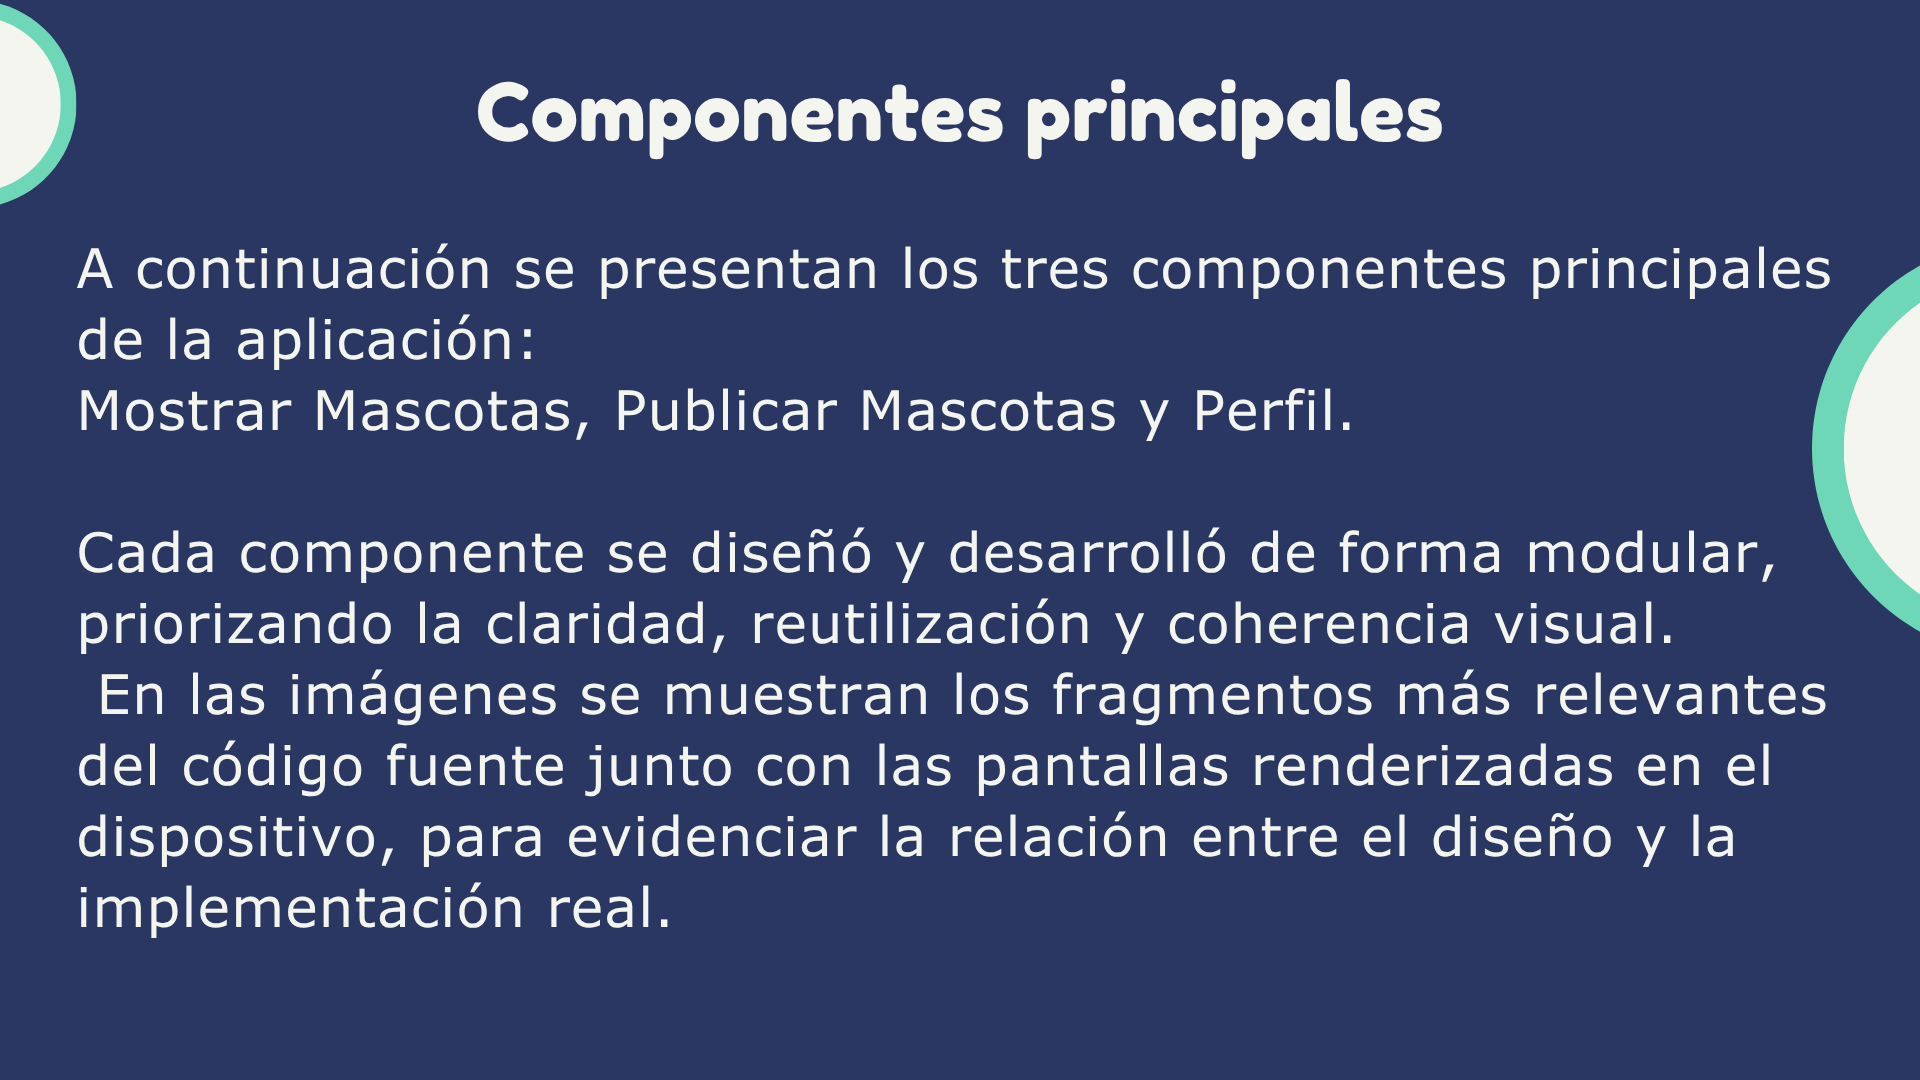 Componentes principales
A continuación se presentan los tres componentes principales
de la aplicación:
Mostrar Mascotas, Publicar Mascotas y Perfil.
Cada componente se diseñó y desarrolló de forma modular,
priorizando la claridad, reutilización y coherencia visual.
En las imágenes se muestran los fragmentos más relevantes
del código fuente junto con las pantallas renderizadas en el
dispositivo, para evidenciar la relación entre el diseño y la
implementación real.